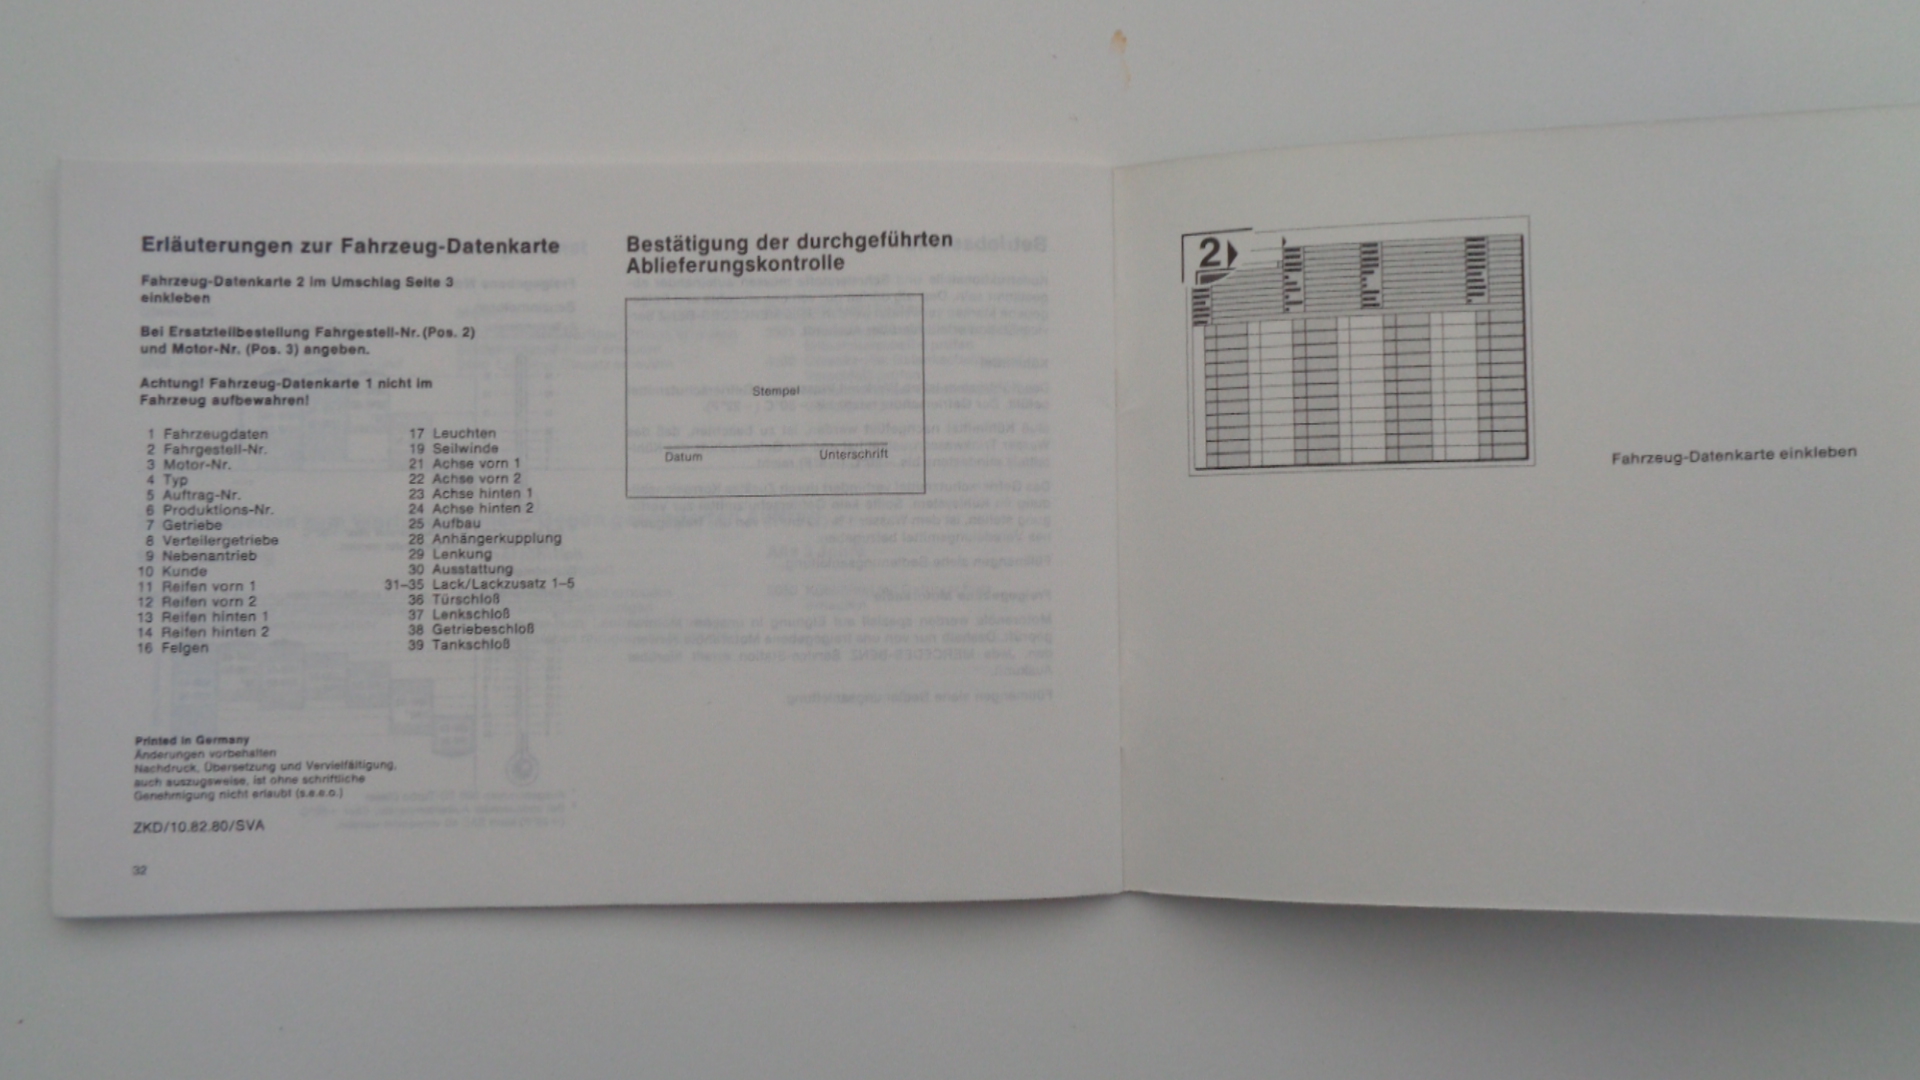 Erläuterungen zur Fahrzeug-Datenkarte
Fahrzeug-Datenkarte 2 im Umschlag Seite 3
einkleben
Bei Ersatzteilbestellung Fahrgestell-Nr. (Pos. 2)
und Motor-Nr. (Pos. 3) angeben.
Achtung! Fahrzeug-Datenkarte 1 nicht im
Fahrzeug aufbewahren!
1 Fahrzeugdaten
2 Fahrgestell-Nr.
3 Motor-Nr.
4 Typ
5 Auftrag-Nr.
6 Produktions-Nr.
7 Getriebe
8 Verteilergetriebe
9 Nebenantrieb
10 Kunde
11 Reifen vorn 1
12 Reifen vorn 2
13 Reifen hinten 1
14 Reifen hinten 2
16 Felgen
17 Leuchten
19 Seilwinde
21 Achse vorn 1
22 Achse vorn 2
23 Achse hinten 1
24 Achse hinten 2
25 Aufbau
28 Anhängerkupplung
29 Lenkung
30 Ausstattung
31–35 Lack/Lackzusatz 1–5
36 Türschloß
37 Lenkschloß
38 Getriebeschloß
39 Tankschloß
Printed in Germany
Änderungen vorbehalten
Nachdruck, Übersetzung und Vervielfältigung,
auch auszugsweise, ist ohne schriftliche
Genehmigung nicht erlaubt (s.e.e.o.)
ZKD/10.82.80/SVA
32
Bestätigung der durchgeführten
Ablieferungskontrolle
Stempel
Datum Unterschrift
2
Fahrzeug-Datenkarte einkleben